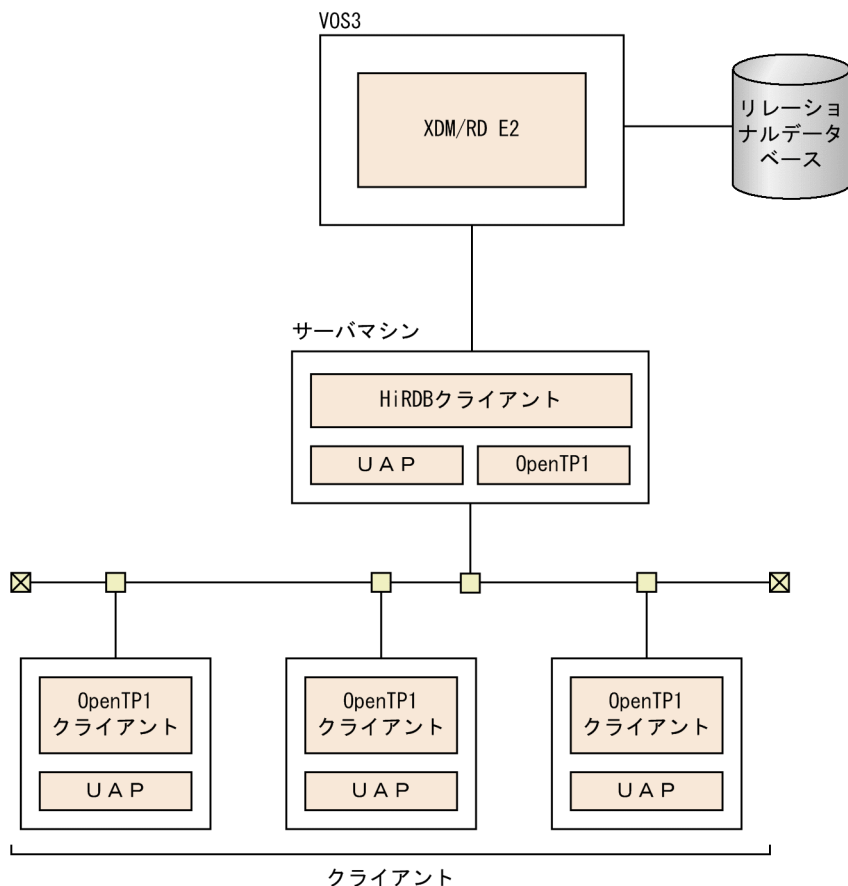 VOS3
XDM/RD E2
リレーショ
ナルデータ
ベース
サーバマシン
HiRDBクライアント
ＵＡＰ
OpenTP1
OpenTP1
クライアント
ＵＡＰ
OpenTP1
クライアント
ＵＡＰ
OpenTP1
クライアント
ＵＡＰ
クライアント